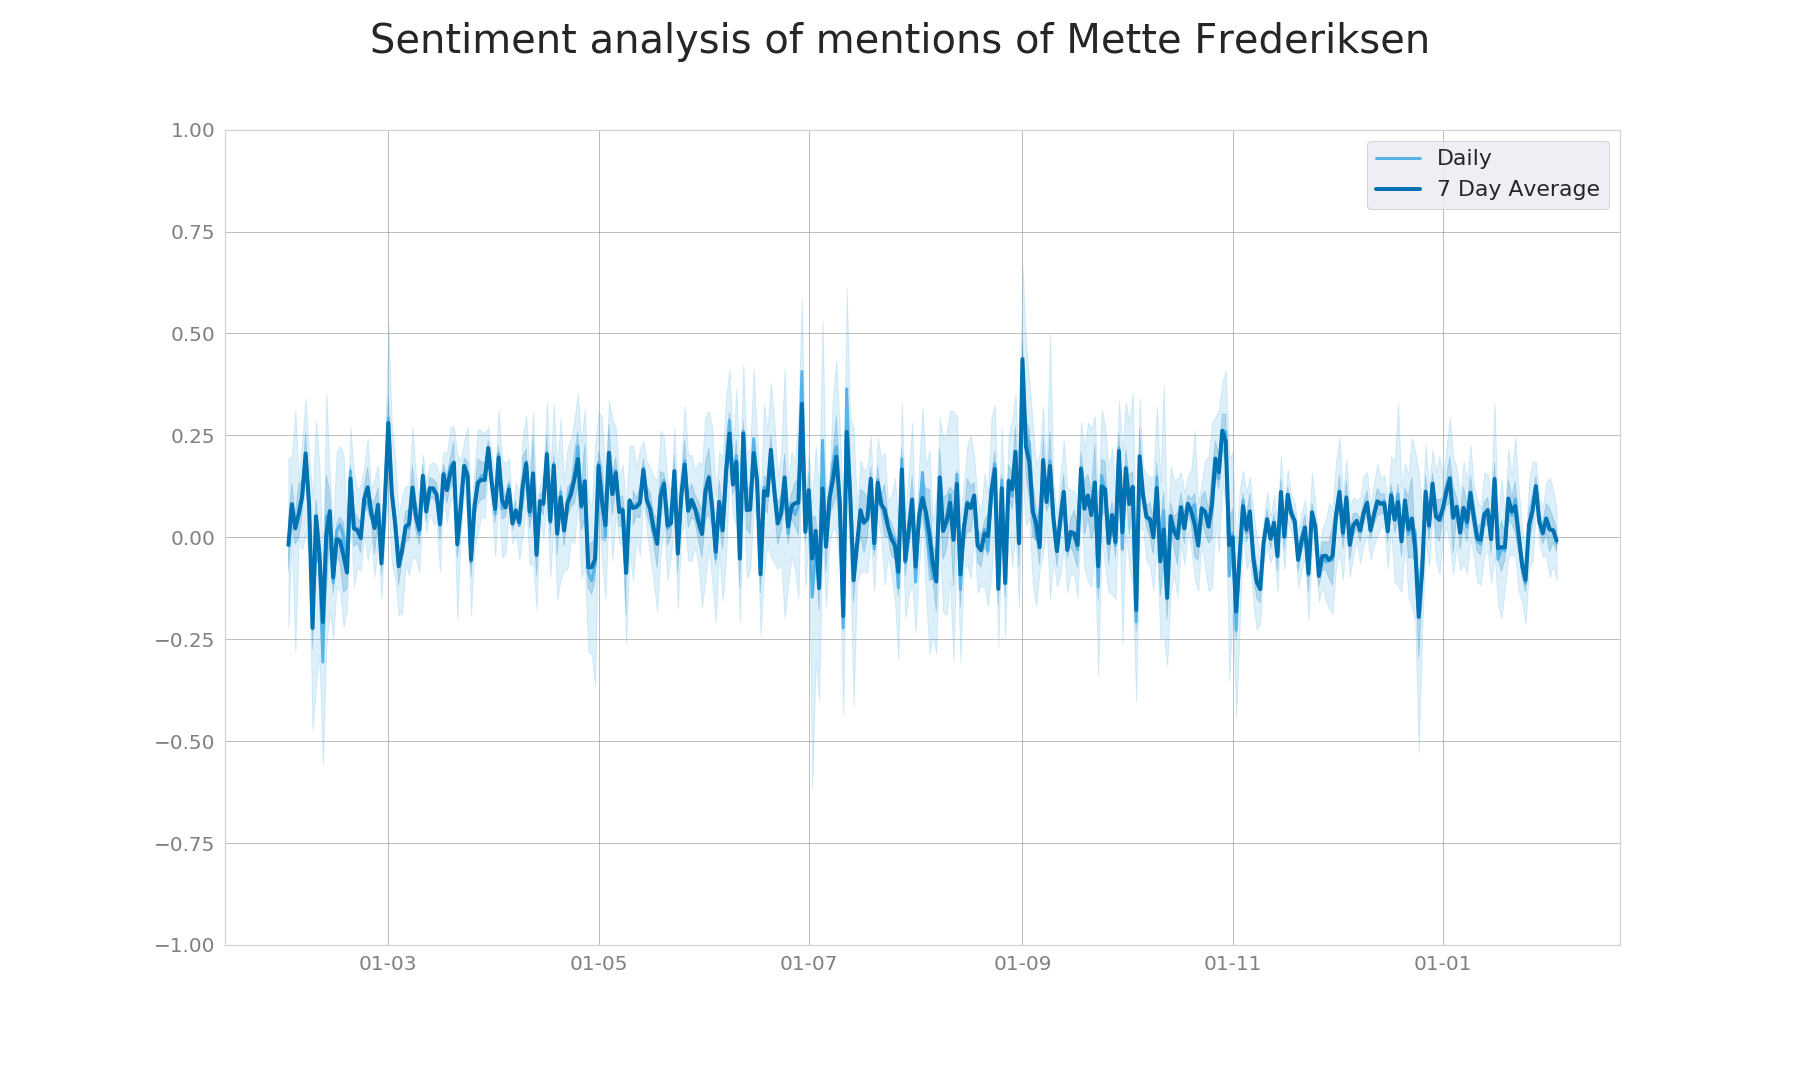 Sentiment analysis of mentions of Mette Frederiksen
Daily
7 Day Average
1.00
0.75
0.50
0.25
0.00
−0.25
−0.50
−0.75
−1.00
01-03 01-05 01-07 01-09 01-11 01-01